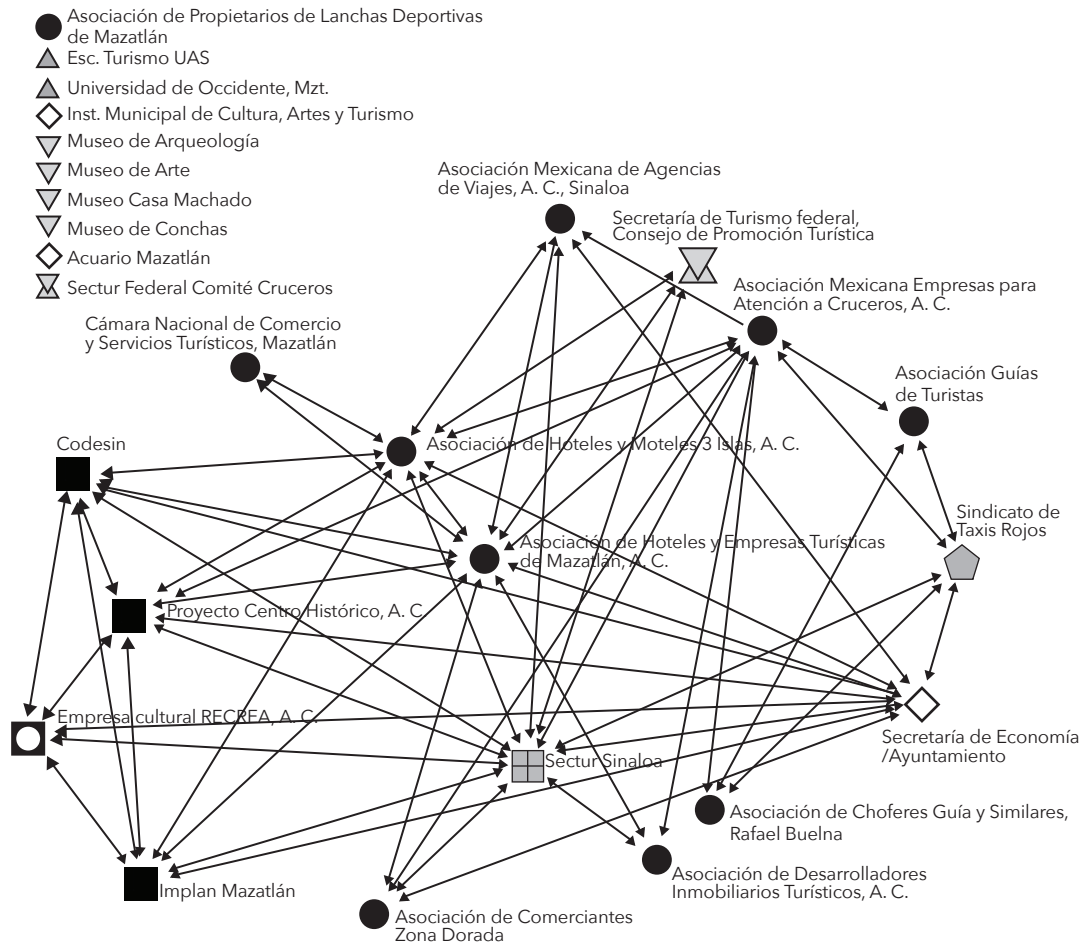 Asociación de Propietarios de Lanchas Deportivas
de Mazatlán
Esc. Turismo UAS
Universidad de Occidente, Mzt.
Inst. Municipal de Cultura, Artes y Turismo
Museo de Arqueología
Museo de Arte
Museo Casa Machado
Museo de Conchas
Acuario Mazatlán
Sectur Federal Comité Cruceros
Asociación Mexicana de Agencias
de Viajes, A. C., Sinaloa
Secretaría de Turismo federal,
Consejo de Promoción Turística
Asociación Mexicana Empresas para
Atención a Cruceros, A. C.
Cámara Nacional de Comercio
y Servicios Turísticos, Mazatlán
Asociación Guías
de Turistas
Codesin
Asociación de Hoteles y Moteles 3 Islas, A. C.
Sindicato de
Taxis Rojos
Asociación de Hoteles y Empresas Turísticas
de Mazatlán, A. C.
Proyecto Centro Histórico, A. C.
Empresa cultural RECREA, A. C.
Secretaría de Economía
/Ayuntamiento
Sectur Sinaloa
Asociación de Choferes Guía y Similares,
Rafael Buelna
Asociación de Desarrolladores
Inmobiliarios Turísticos, A. C.
Implan Mazatlán
Asociación de Comerciantes
Zona Dorada